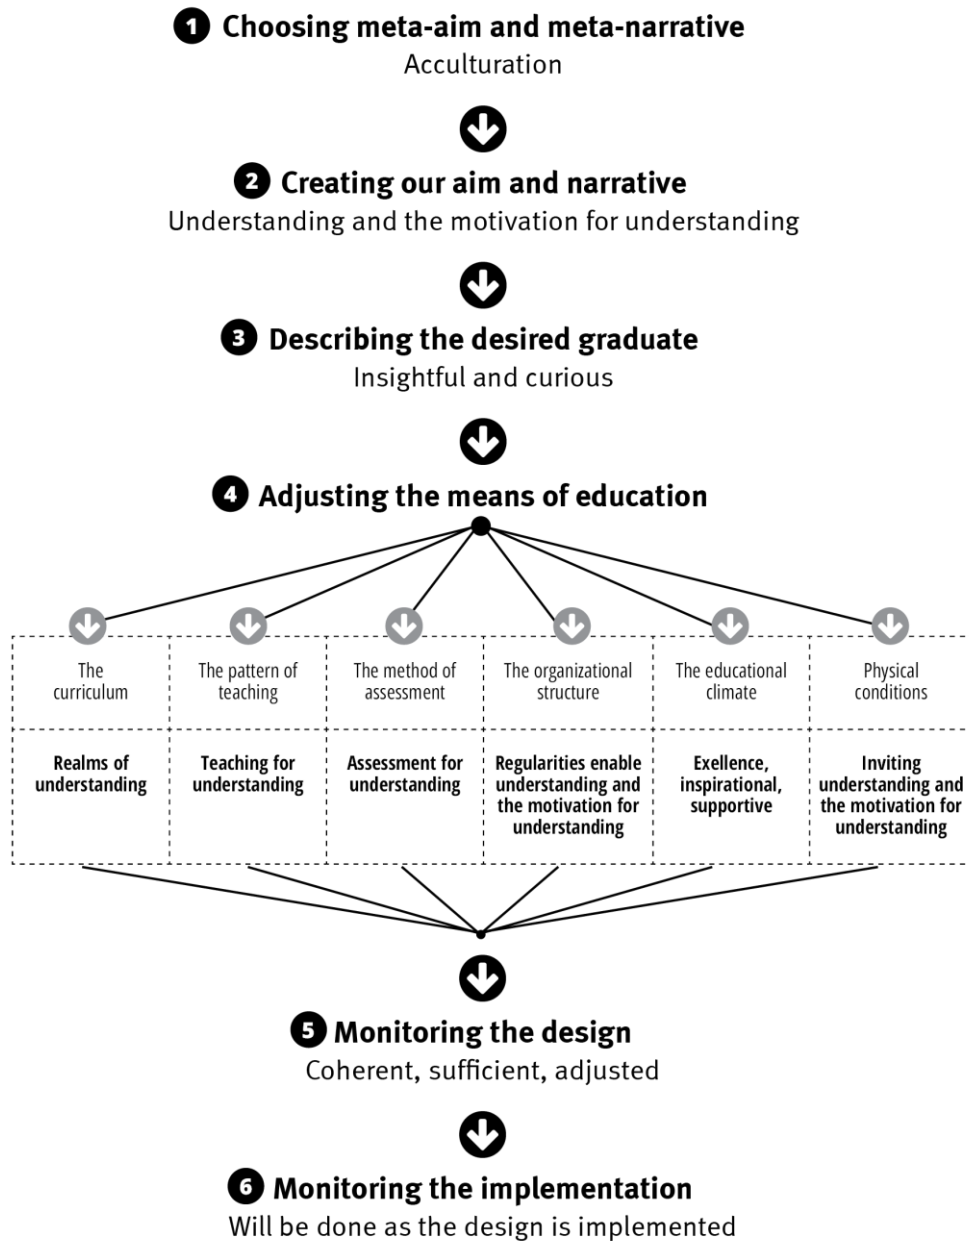 1 Choosing meta-aim and meta-narrative
Acculturation
2 Creating our aim and narrative
Understanding and the motivation for understanding
3 Describing the desired graduate
Insightful and curious
4 Adjusting the means of education
The
curriculum
The pattern of
teaching
The method of
assessment
The organizational
structure
The educational
climate
Physical
conditions
Realms of
understanding
Teaching for
understanding
Assessment for
understanding
Regularities enable
understanding and
the motivation for
understanding
Exellence,
inspirational,
supportive
Inviting
understanding and
the motivation for
understanding
5 Monitoring the design
Coherent, sufficient, adjusted
6 Monitoring the implementation
Will be done as the design is implemented